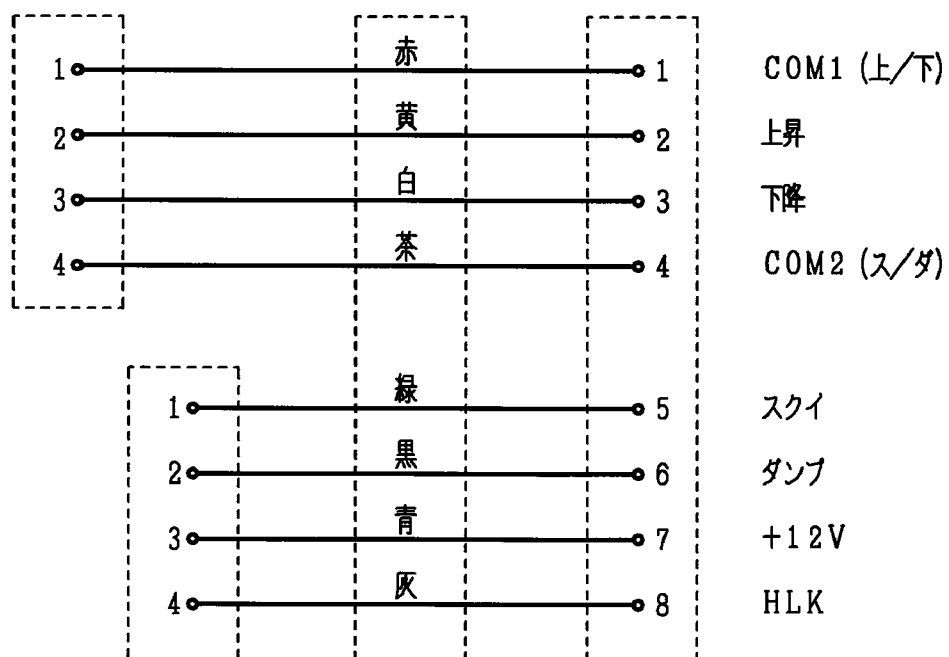 赤
1 1 COM1 (上/下)
黄
2 2 上昇
白
3 3 下降
茶
4 4 COM2 (ス/ダ)
緑
1 5 スクイ
黒
2 6 ダンプ
青
3 7 +12V
灰
4 8 HLK